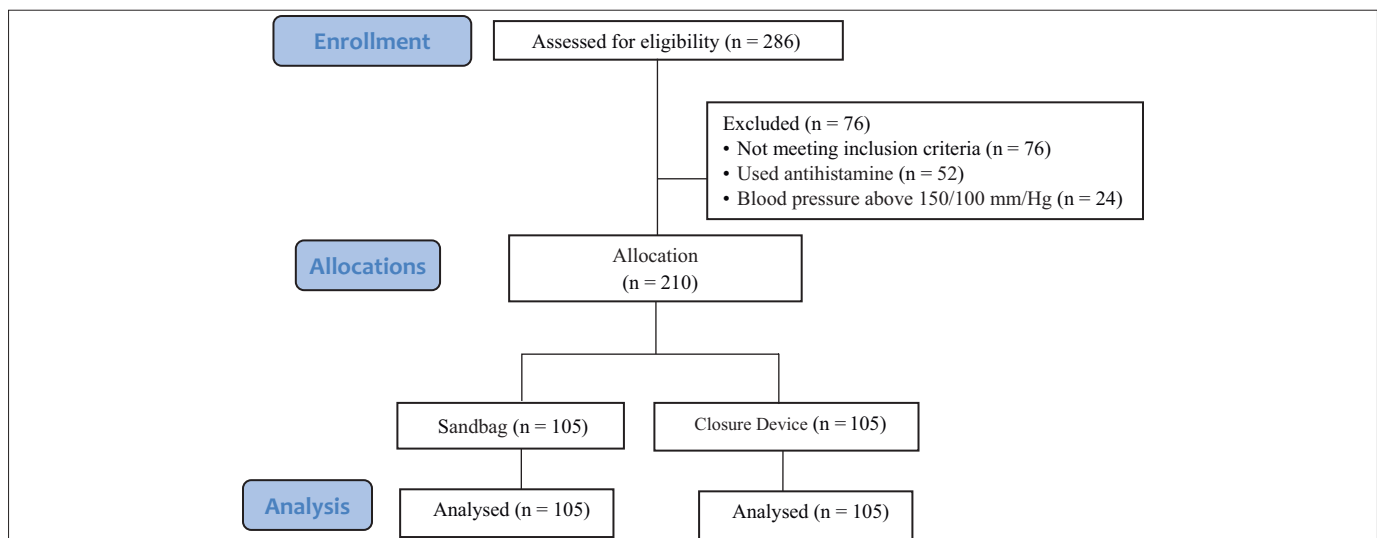 Enrollment
Assessed for eligibility (n = 286)
Excluded (n = 76)
• Not meeting inclusion criteria (n = 76)
• Used antihistamine (n = 52)
• Blood pressure above 150/100 mm/Hg (n = 24)
Allocations
Allocation
(n = 210)
Sandbag (n = 105)
Closure Device (n = 105)
Analysis
Analysed (n = 105)
Analysed (n = 105)